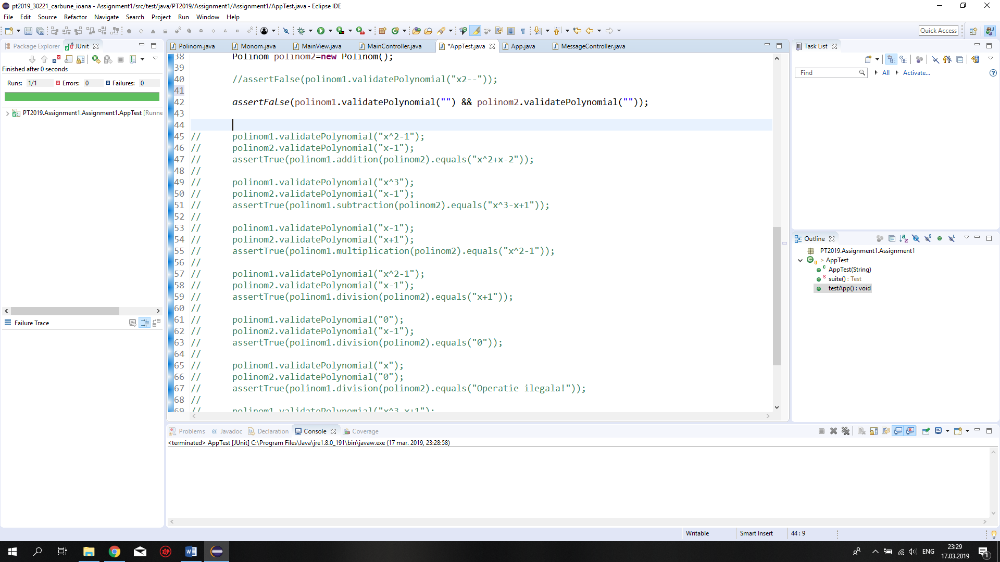 pt2019_30221_carbune_ioana - Assignment1/src/test/java/PT2019/Assignment1/Assignment1/AppTest.java - Eclipse IDE
File Edit Source Refactor Navigate Search Project Run Window Help
Quick Access
Package Explorer JUnit
Finished after 0 seconds
Runs: 1/1 Errors: 0 Failures: 0
PT2019.Assignment1.Assignment1.AppTest [Runne
Failure Trace
Polinom.java Monom.java MainView.java MainController.java *AppTest.java App.java MessageController.java
38 Polinom polinom2=new Polinom();
39
40 //assertFalse(polinom1.validatePolynomial("x2--"));
41
42 assertFalse(polinom1.validatePolynomial("") && polinom2.validatePolynomial(""));
43
44
45 // polinom1.validatePolynomial("x^2-1");
46 // polinom2.validatePolynomial("x-1");
47 // assertTrue(polinom1.addition(polinom2).equals("x^2+x-2"));
48 //
49 // polinom1.validatePolynomial("x^3");
50 // polinom2.validatePolynomial("x-1");
51 // assertTrue(polinom1.subtraction(polinom2).equals("x^3-x+1"));
52 //
53 // polinom1.validatePolynomial("x-1");
54 // polinom2.validatePolynomial("x+1");
55 // assertTrue(polinom1.multiplication(polinom2).equals("x^2-1"));
56 //
57 // polinom1.validatePolynomial("x^2-1");
58 // polinom2.validatePolynomial("x-1");
59 // assertTrue(polinom1.division(polinom2).equals("x+1"));
60 //
61 // polinom1.validatePolynomial("0");
62 // polinom2.validatePolynomial("x-1");
63 // assertTrue(polinom1.division(polinom2).equals("0"));
64 //
65 // polinom1.validatePolynomial("x");
66 // polinom2.validatePolynomial("0");
67 // assertTrue(polinom1.division(polinom2).equals("Operatie ilegala!"));
68 //
69 // polinom1.validatePolynomial("x^3-x+1");
Task List
Find All Activate...
Outline
PT2019.Assignment1.Assignment1
> AppTest
AppTest(String)
suite() : Test
testApp() : void
Problems Javadoc Declaration Console Coverage
<terminated> AppTest [JUnit] C:\Program Files\Java\jre1.8.0_191\bin\javaw.exe (17 mar. 2019, 23:28:58)
Writable Smart Insert 44 : 9
ENG
23:29
17.03.2019
1